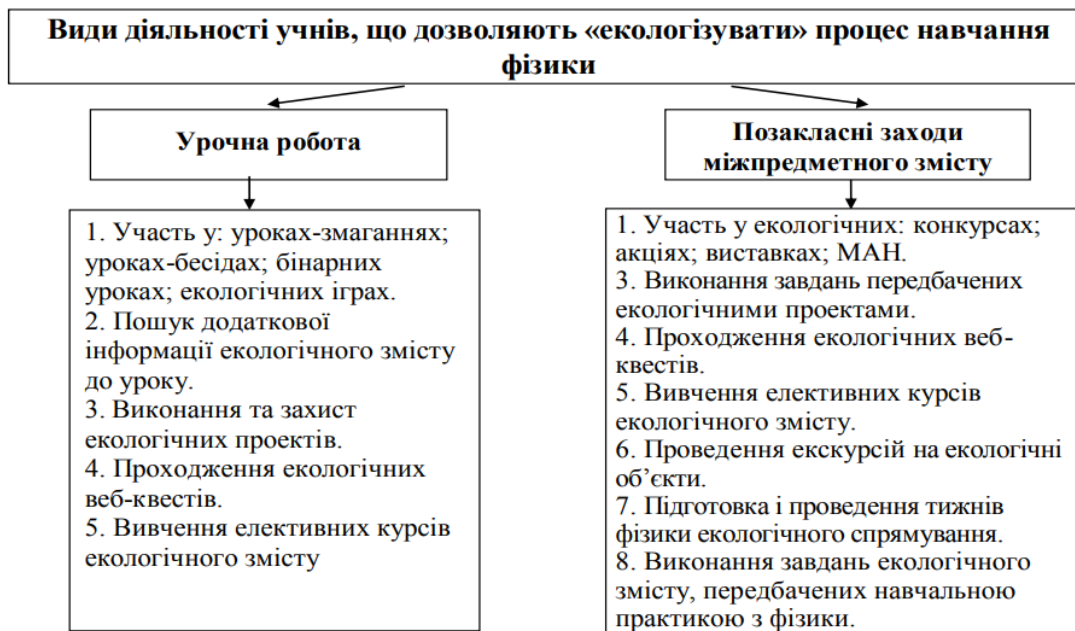 Види діяльності учнів, що дозволяють «екологізувати» процес навчання
фізики
Урочна робота
Позакласні заходи
міжпредметного змісту
1. Участь у: уроках-змаганнях;
уроках-бесідах; бінарних
уроках; екологічних іграх.
2. Пошук додаткової
інформації екологічного змісту
до уроку.
3. Виконання та захист
екологічних проектів.
4. Проходження екологічних
веб-квестів.
5. Вивчення елективних курсів
екологічного змісту
1. Участь у екологічних: конкурсах;
акціях; виставках; МАН.
3. Виконання завдань передбачених
екологічними проектами.
4. Проходження екологічних веб-
квестів.
5. Вивчення елективних курсів
екологічного змісту.
6. Проведення екскурсій на екологічні
об’єкти.
7. Підготовка і проведення тижнів
фізики екологічного спрямування.
8. Виконання завдань екологічного
змісту, передбачених навчальною
практикою з фізики.